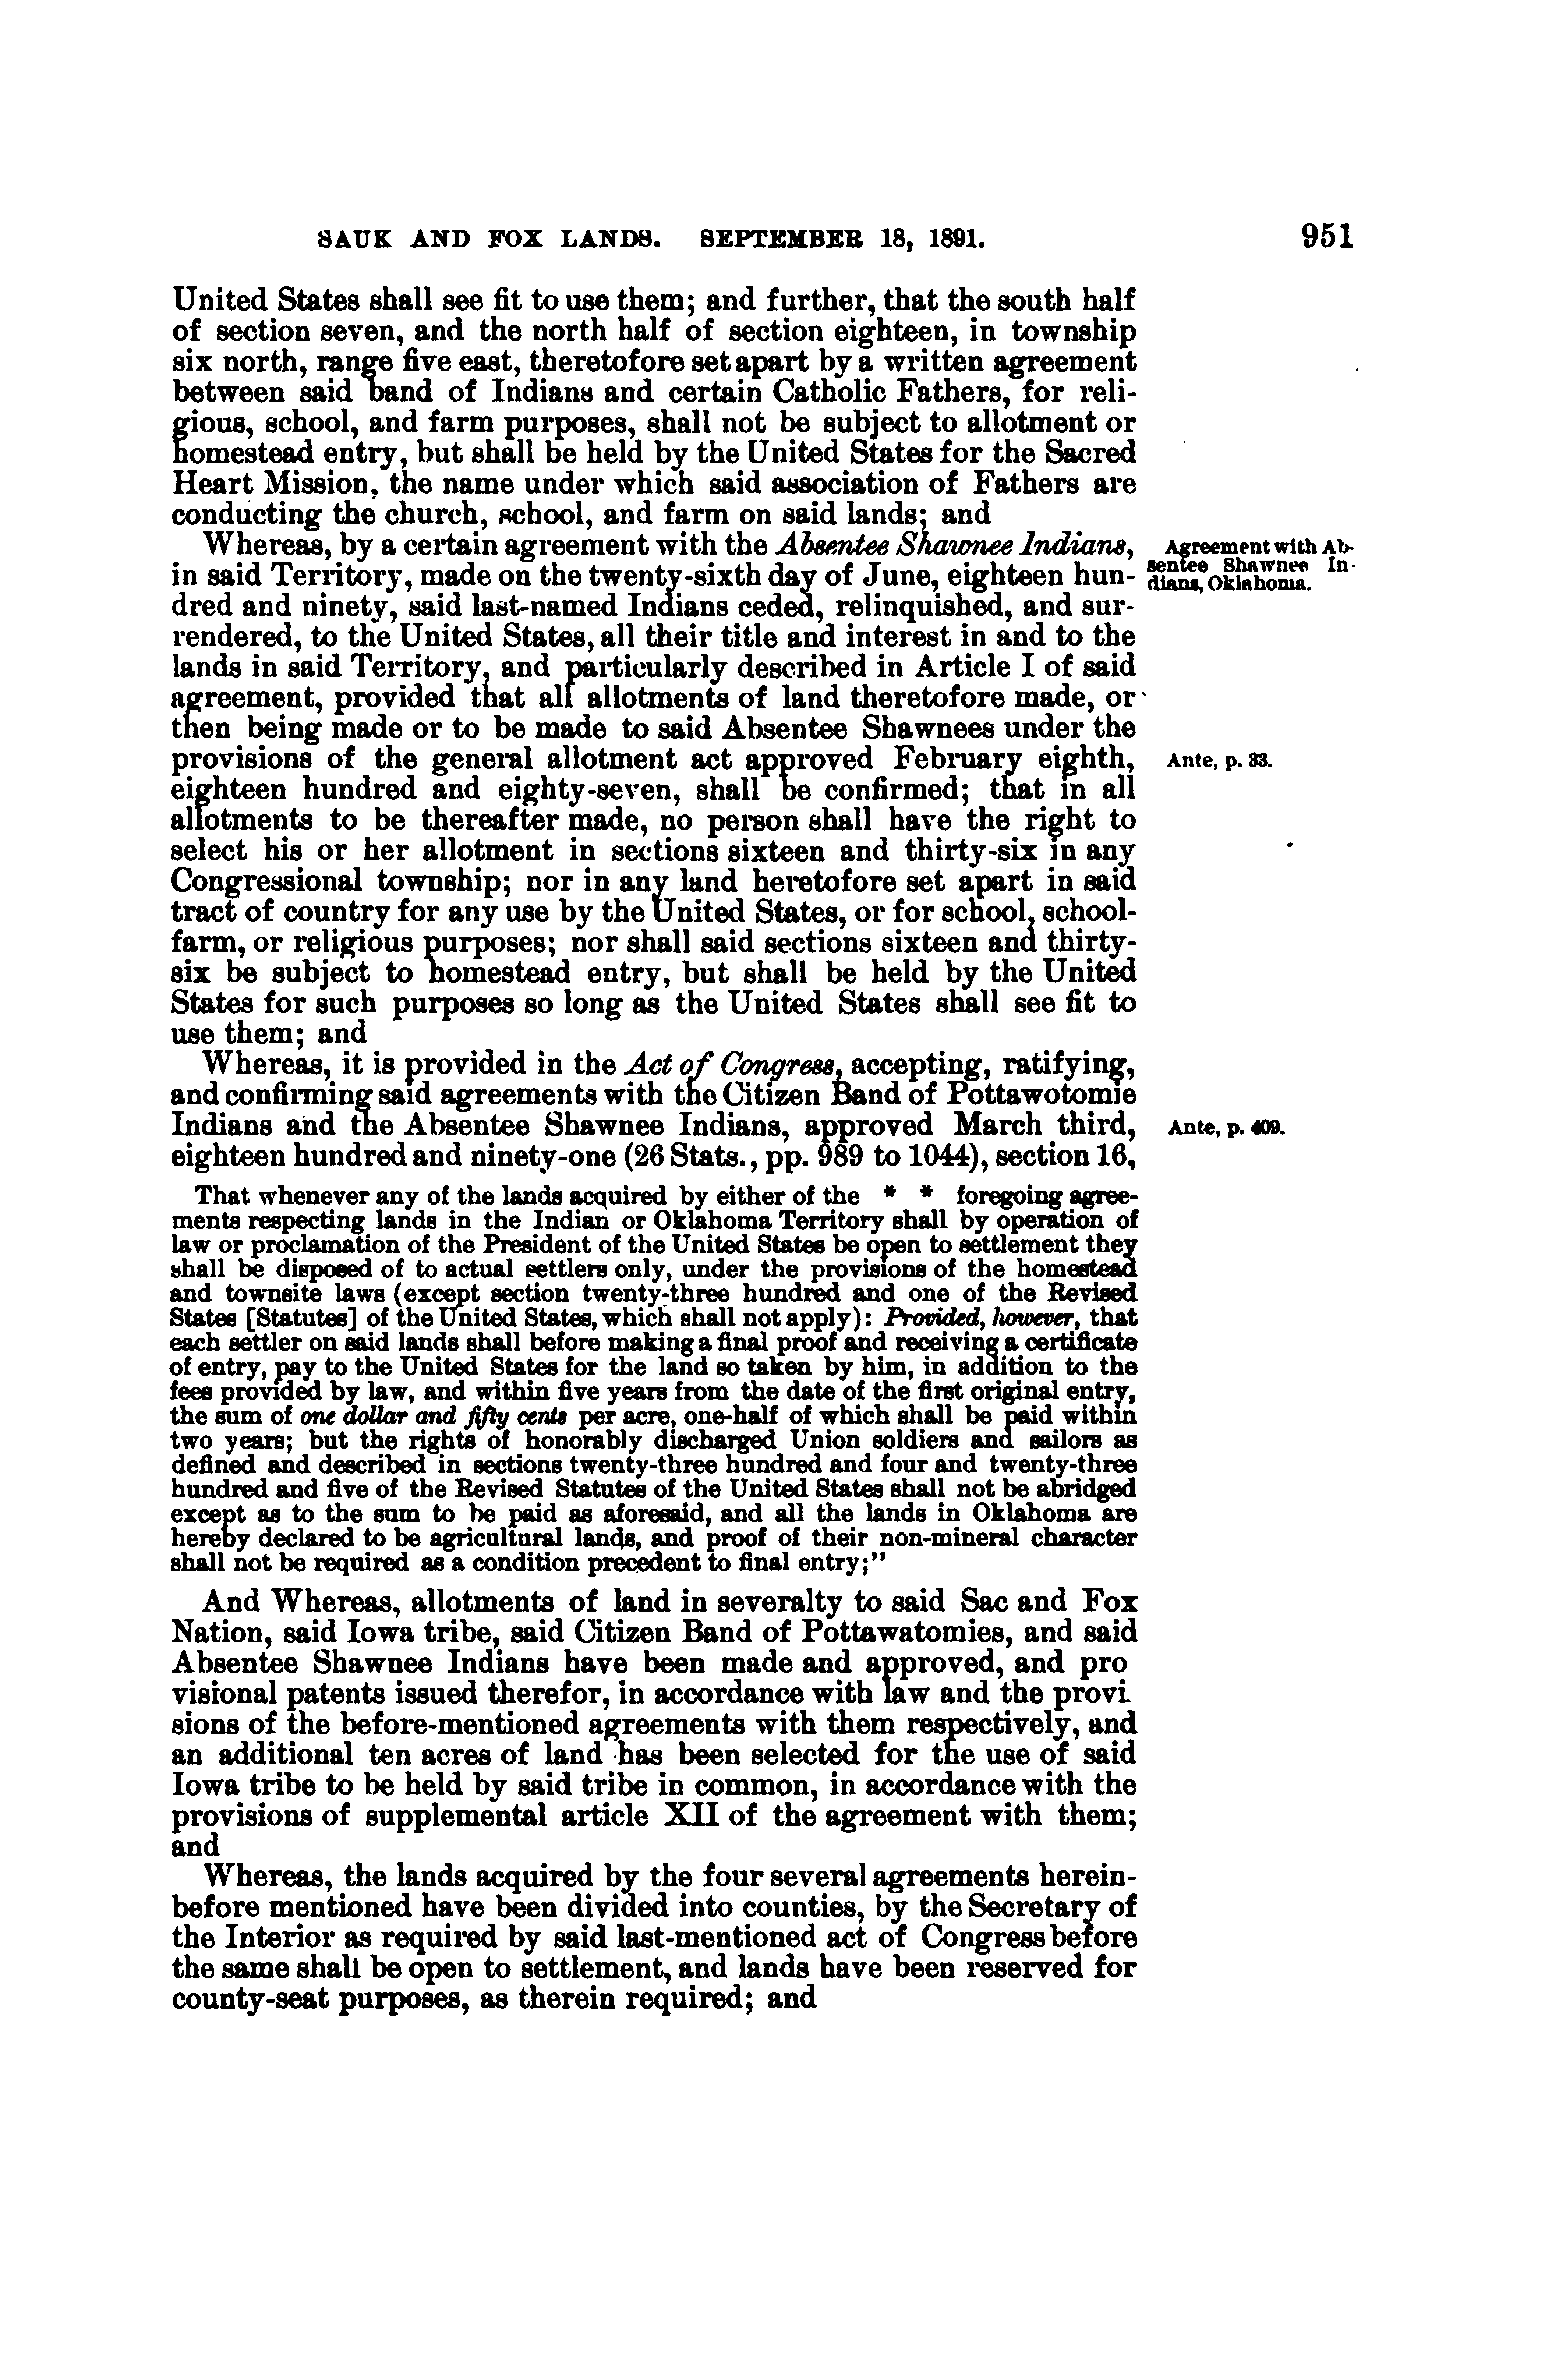 SAUK AND FOX LANDS. SEPTEMBER 18, 1891. 951
United States shall see fit to use them; and further, that the south half
of section seven, and the north half of section eighteen, in township
six north, range five east, theretofore set apart by a written agreement
between said band of Indians and certain Catholic Fathers, for reli-
gious, school, and farm purposes, shall not be subject to allotment or
homestead entry, but shall be held by the United States for the Sacred
Heart Mission, the name under which said association of Fathers are
conducting the church, school, and farm on said lands; and
Whereas, by a certain agreement with the Absentee Shawnee Indians,
in said Territory, made on the twenty-sixth day of June, eighteen hun-
dred and ninety, said last-named Indians ceded, relinquished, and sur-
rendered, to the United States, all their title and interest in and to the
lands in said Territory, and particularly described in Article I of said
agreement, provided that all allotments of land theretofore made, or
then being made or to be made to said Absentee Shawnees under the
provisions of the general allotment act approved February eighth,
eighteen hundred and eighty-seven, shall be confirmed; that in all
allotments to be thereafter made, no person shall have the right to
select his or her allotment in sections sixteen and thirty-six in any
Congressional township; nor in any land heretofore set apart in said
tract of country for any use by the United States, or for school, school-
farm, or religious purposes; nor shall said sections sixteen and thirty-
six be subject to homestead entry, but shall be held by the United
States for such purposes so long as the United States shall see fit to
use them; and
Whereas, it is provided in the Act of Congress, accepting, ratifying,
and confirming said agreements with the Citizen Band of Pottawotomie
Indians and the Absentee Shawnee Indians, approved March third,
eighteen hundred and ninety-one (26 Stats., pp. 989 to 1044), section 16,
That whenever any of the lands acquired by either of the * * foregoing agree-
ments respecting lands in the Indian or Oklahoma Territory shall by operation of
law or proclamation of the President of the United States be open to settlement they
shall be disposed of to actual settlers only, under the provisions of the homestead
and townsite laws (except section twenty-three hundred and one of the Revised
States [Statutes] of the United States, which shall not apply): Provided, however, that
each settler on said lands shall before making a final proof and receiving a certificate
of entry, pay to the United States for the land so taken by him, in addition to the
fees provided by law, and within five years from the date of the first original entry,
the sum of one dollar and fifty cents per acre, one-half of which shall be paid within
two years; but the rights of honorably discharged Union soldiers and sailors as
defined and described in sections twenty-three hundred and four and twenty-three
hundred and five of the Revised Statutes of the United States shall not be abridged
except as to the sum to be paid as aforesaid, and all the lands in Oklahoma are
hereby declared to be agricultural lands, and proof of their non-mineral character
shall not be required as a condition precedent to final entry;"
And Whereas, allotments of land in severalty to said Sac and Fox
Nation, said Iowa tribe, said Citizen Band of Pottawatomies, and said
Absentee Shawnee Indians have been made and approved, and pro
visional patents issued therefor, in accordance with law and the provi
sions of the before-mentioned agreements with them respectively, and
an additional ten acres of land has been selected for the use of said
Iowa tribe to be held by said tribe in common, in accordance with the
provisions of supplemental article XII of the agreement with them;
and
Whereas, the lands acquired by the four several agreements herein-
before mentioned have been divided into counties, by the Secretary of
the Interior as required by said last-mentioned act of Congress before
the same shall be open to settlement, and lands have been reserved for
county-seat purposes, as therein required; and
Agreement with Ab-
sentee Shawnee In-
dians, Oklahoma.
Ante, p. 33.
Ante, p. 409.